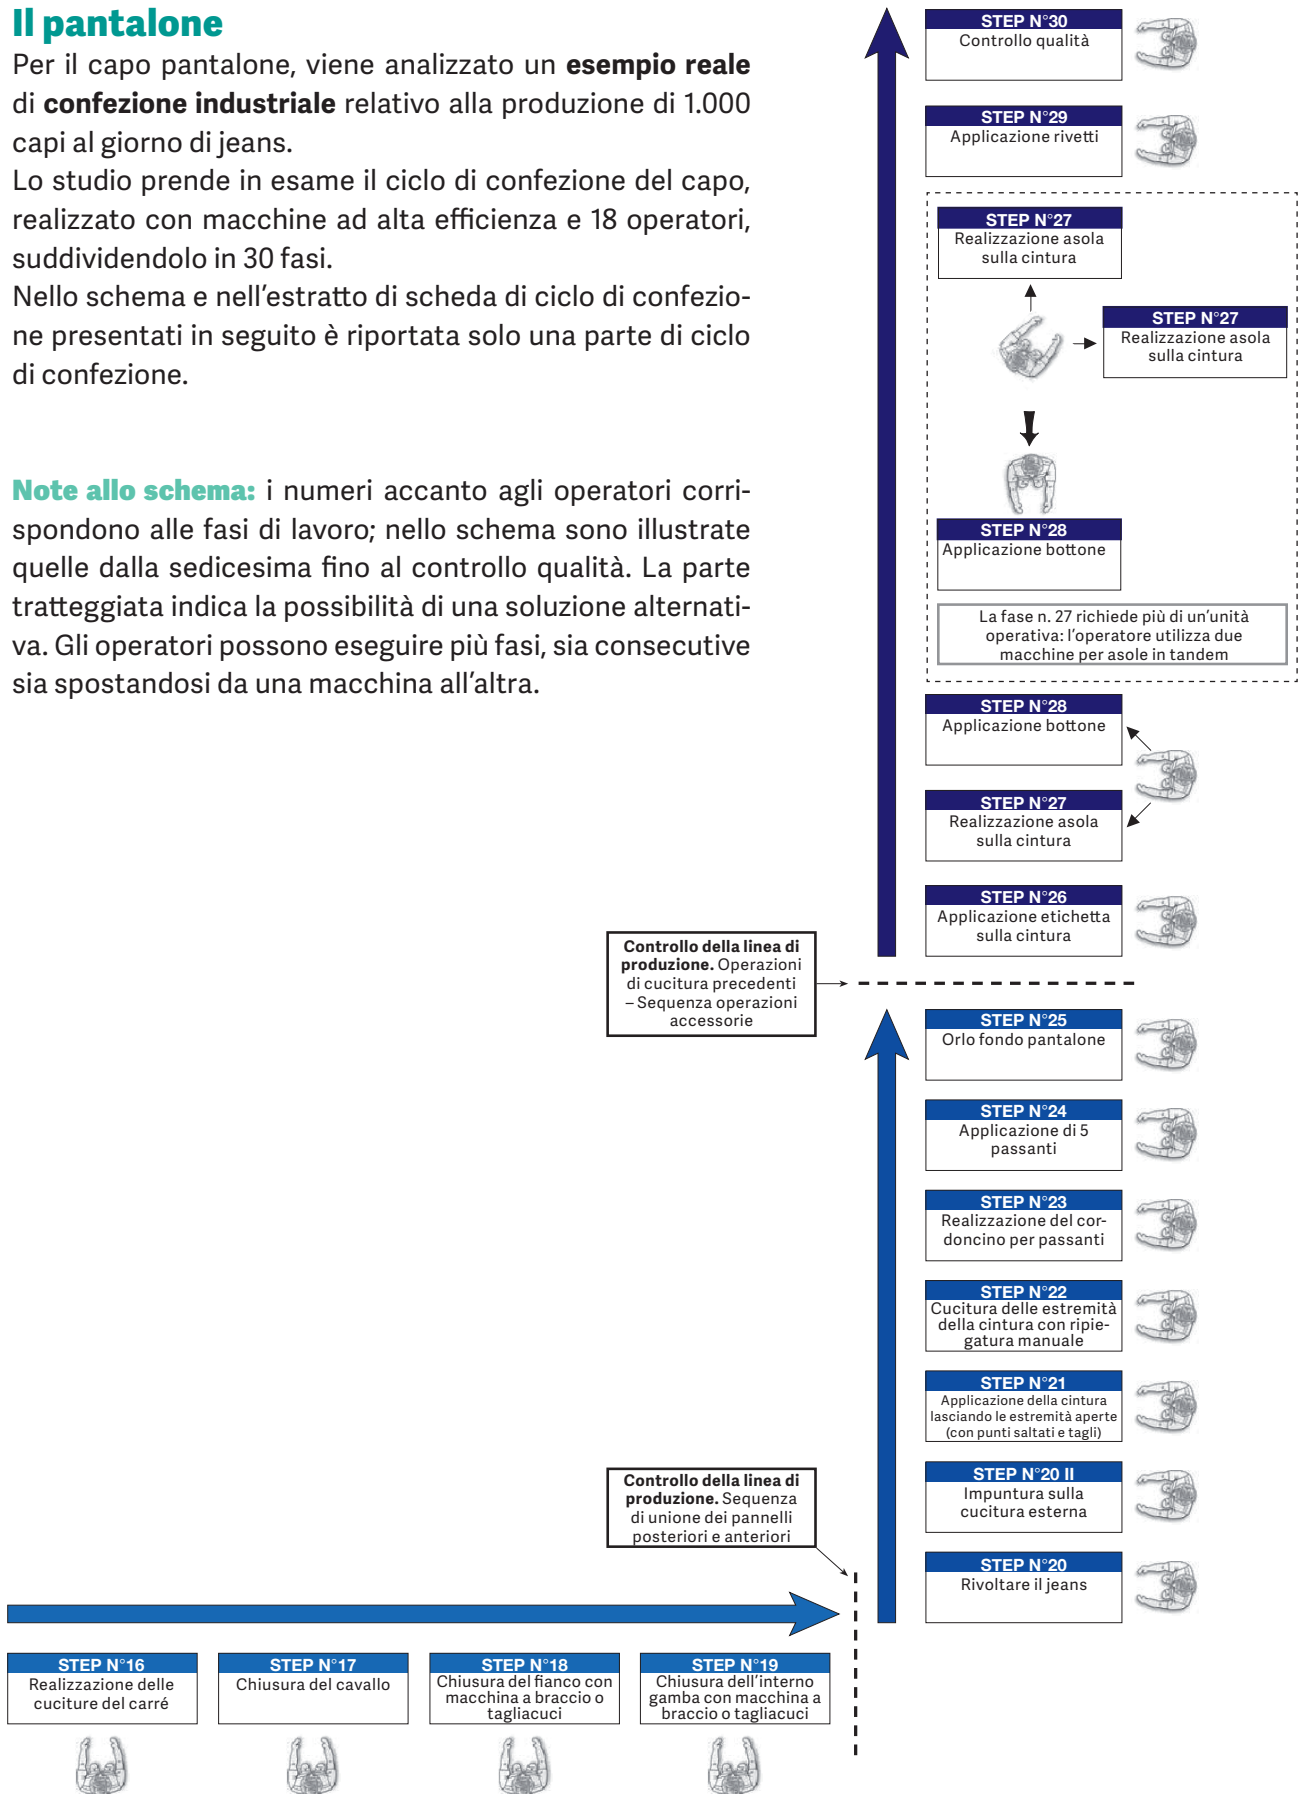 Il pantalone
Per il capo pantalone, viene analizzato un esempio reale
di confezione industriale relativo alla produzione di 1.000
capi al giorno di jeans.
Lo studio prende in esame il ciclo di confezione del capo,
realizzato con macchine ad alta efficienza e 18 operatori,
suddividendolo in 30 fasi.
Nello schema e nell'estratto di scheda di ciclo di confezio-
ne presentati in seguito è riportata solo una parte di ciclo
di confezione.
Note allo schema: i numeri accanto agli operatori corri-
spondono alle fasi di lavoro; nello schema sono illustrate
quelle dalla sedicesima fino al controllo qualità. La parte
tratteggiata indica la possibilità di una soluzione alternati-
va. Gli operatori possono eseguire più fasi, sia consecutive
sia spostandosi da una macchina all'altra.
STEP N°30
Controllo qualità
STEP N°29
Applicazione rivetti
STEP N°27
Realizzazione asola
sulla cintura
STEP N°27
Realizzazione asola
sulla cintura
STEP N°28
Applicazione bottone
La fase n. 27 richiede più di un'unità
operativa: l'operatore utilizza due
macchine per asole in tandem
STEP N°28
Applicazione bottone
STEP N°27
Realizzazione asola
sulla cintura
STEP N°26
Applicazione etichetta
sulla cintura
Controllo della linea di
produzione. Operazioni
di cucitura precedenti
– Sequenza operazioni
accessorie
STEP N°25
Orlo fondo pantalone
STEP N°24
Applicazione di 5
passanti
STEP N°23
Realizzazione del cor-
doncino per passanti
STEP N°22
Cucitura delle estremità
della cintura con ripie-
gatura manuale
STEP N°21
Applicazione della cintura
lasciando le estremità aperte
(con punti saltati e tagli)
STEP N°20 II
Impuntura sulla
cucitura esterna
STEP N°20
Rivoltare il jeans
Controllo della linea di
produzione. Sequenza
di unione dei pannelli
posteriori e anteriori
STEP N°16
Realizzazione delle
cuciture del carré
STEP N°17
Chiusura del cavallo
STEP N°18
Chiusura del fianco con
macchina a braccio o
tagliacuci
STEP N°19
Chiusura dell'interno
gamba con macchina a
braccio o tagliacuci